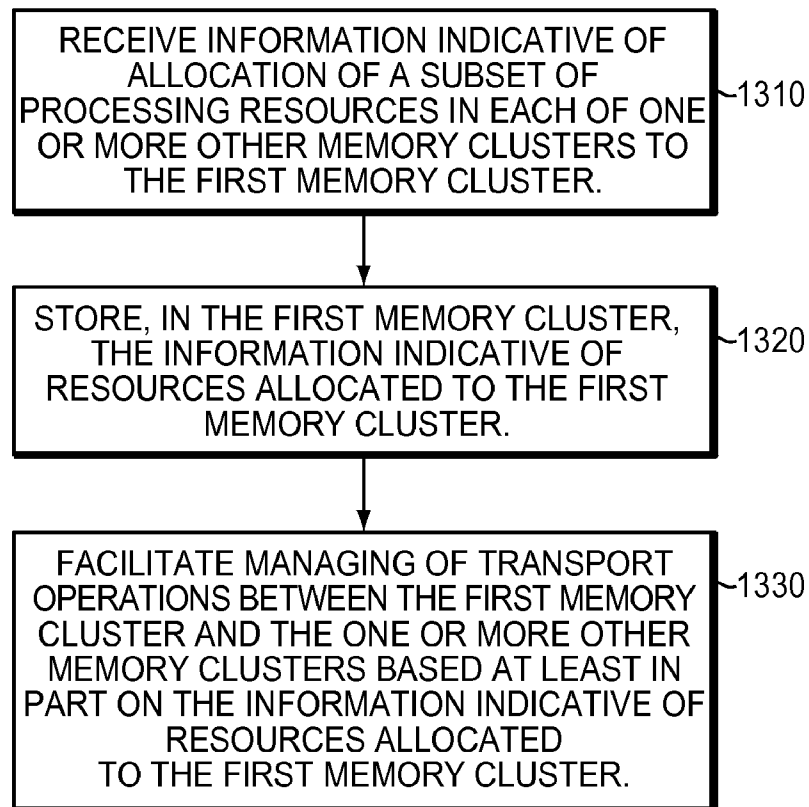 RECEIVE INFORMATION INDICATIVE OF
ALLOCATION OF A SUBSET OF
PROCESSING RESOURCES IN EACH OF ONE
OR MORE OTHER MEMORY CLUSTERS TO
THE FIRST MEMORY CLUSTER.
1310
STORE, IN THE FIRST MEMORY CLUSTER,
THE INFORMATION INDICATIVE OF
RESOURCES ALLOCATED TO THE FIRST
MEMORY CLUSTER.
1320
FACILITATE MANAGING OF TRANSPORT
OPERATIONS BETWEEN THE FIRST MEMORY
CLUSTER AND THE ONE OR MORE OTHER
MEMORY CLUSTERS BASED AT LEAST IN
PART ON THE INFORMATION INDICATIVE OF
RESOURCES ALLOCATED
TO THE FIRST MEMORY CLUSTER.
1330